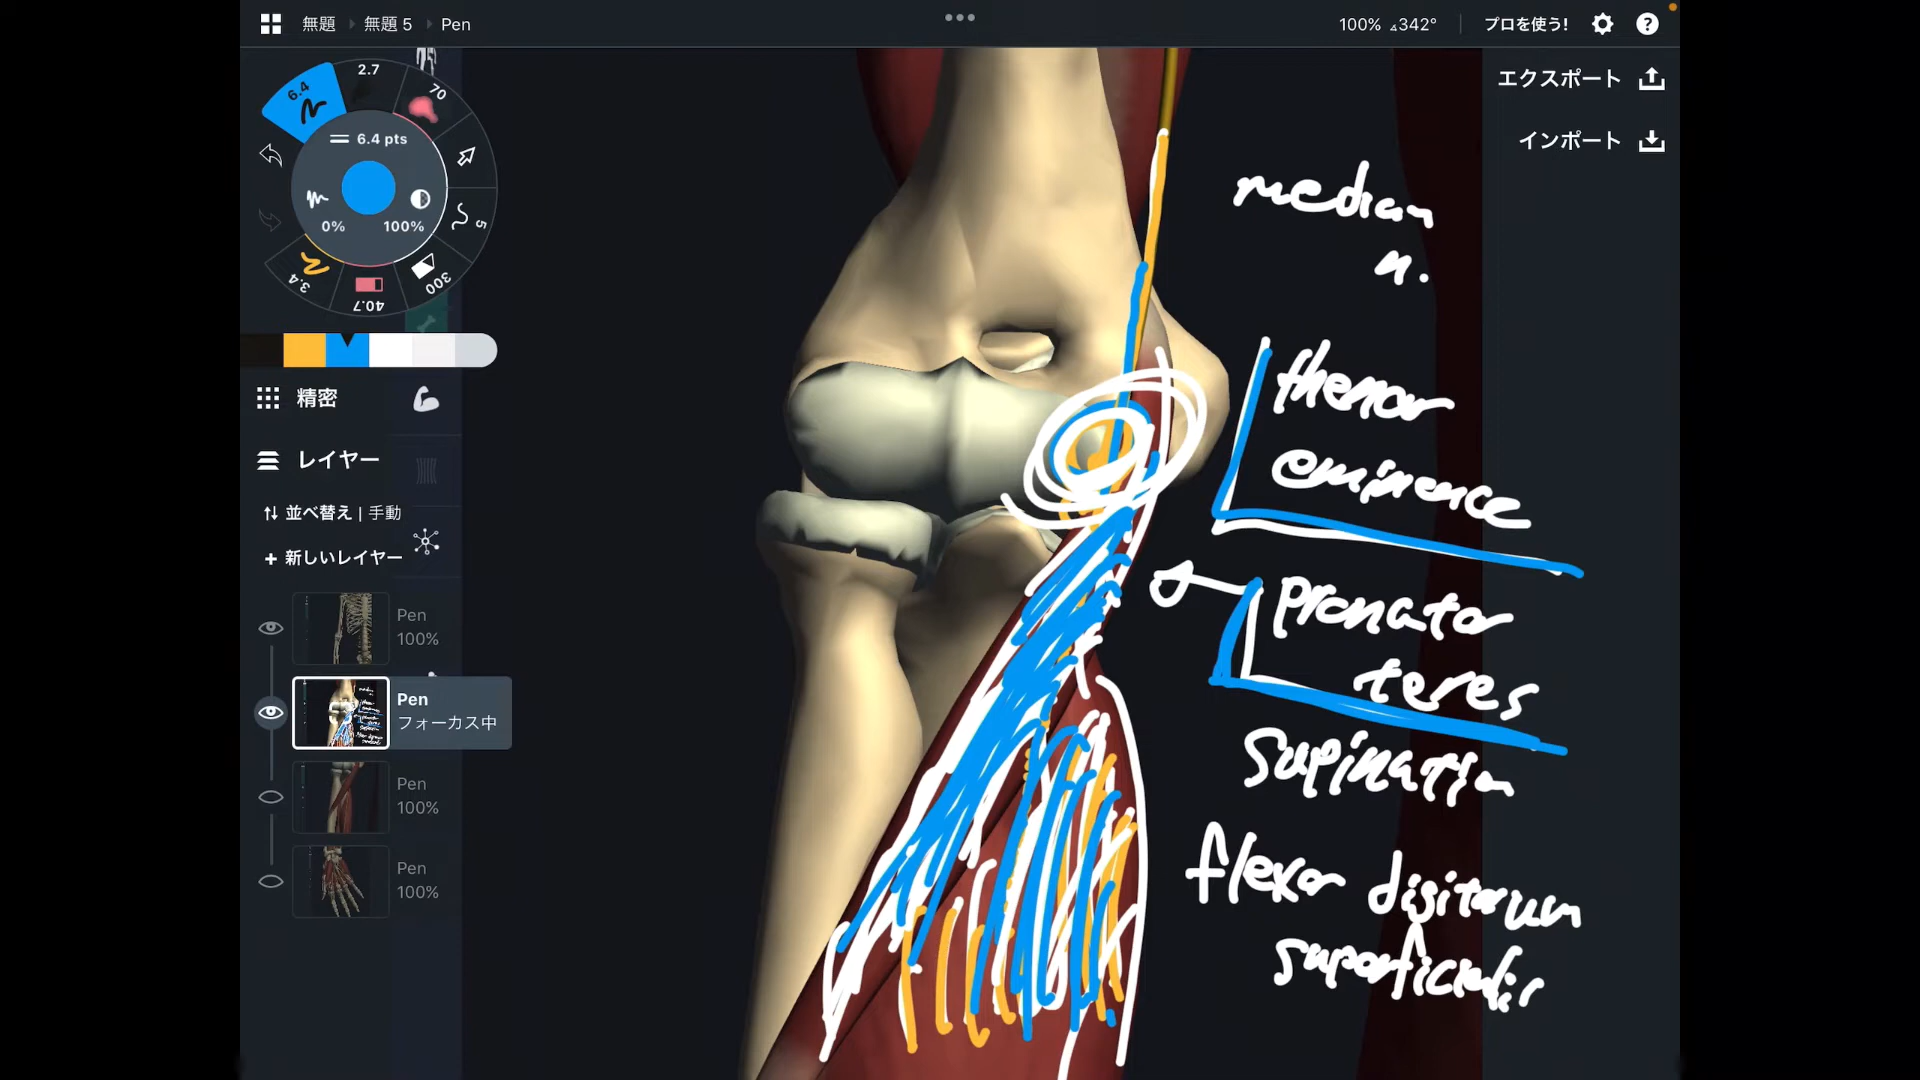 無題 無題 5 Pen
100% 342°
プロを使う!
エクスポート
インポート
2.7
6.4
70
6.4 pts
0% 100%
5
300
40.7
3.4
精密
レイヤー
並べ替え | 手動
+ 新しいレイヤー
Pen
100%
Pen
フォーカス中
Pen
100%
Pen
100%
median
n.
thenar
eminence
pronator
teres
supination
flexor digitorum
superficialis